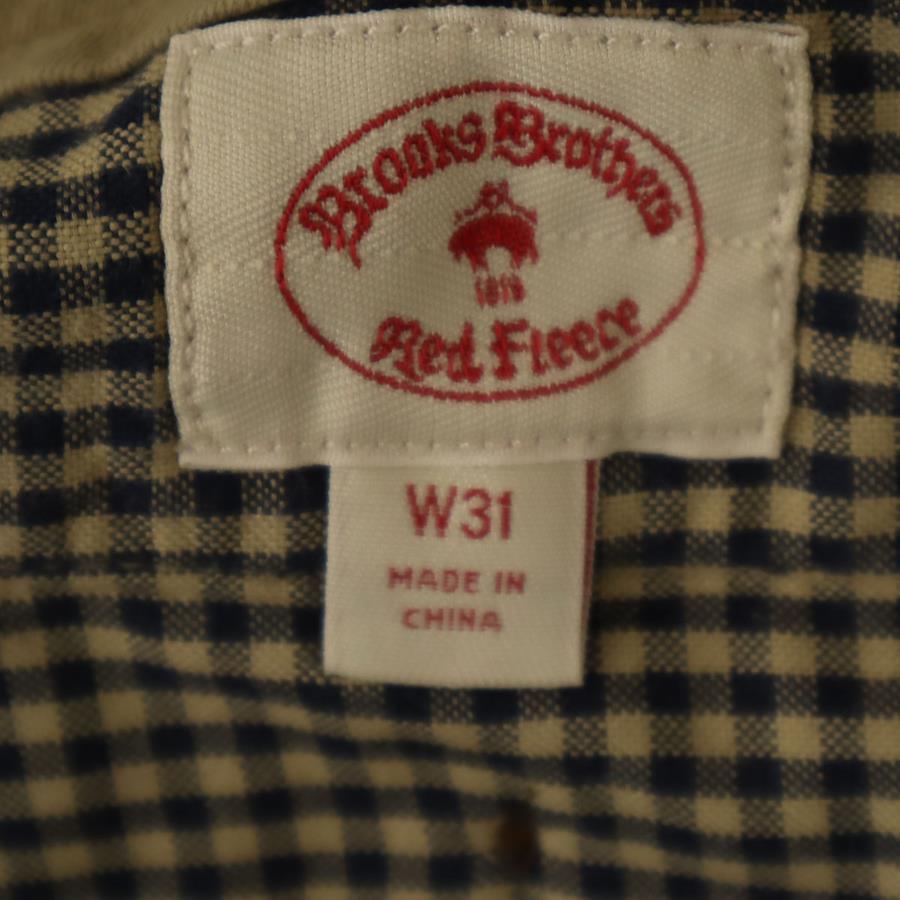 Brooks Brothers
1818
Red Fleece
W31
MADE IN
CHINA